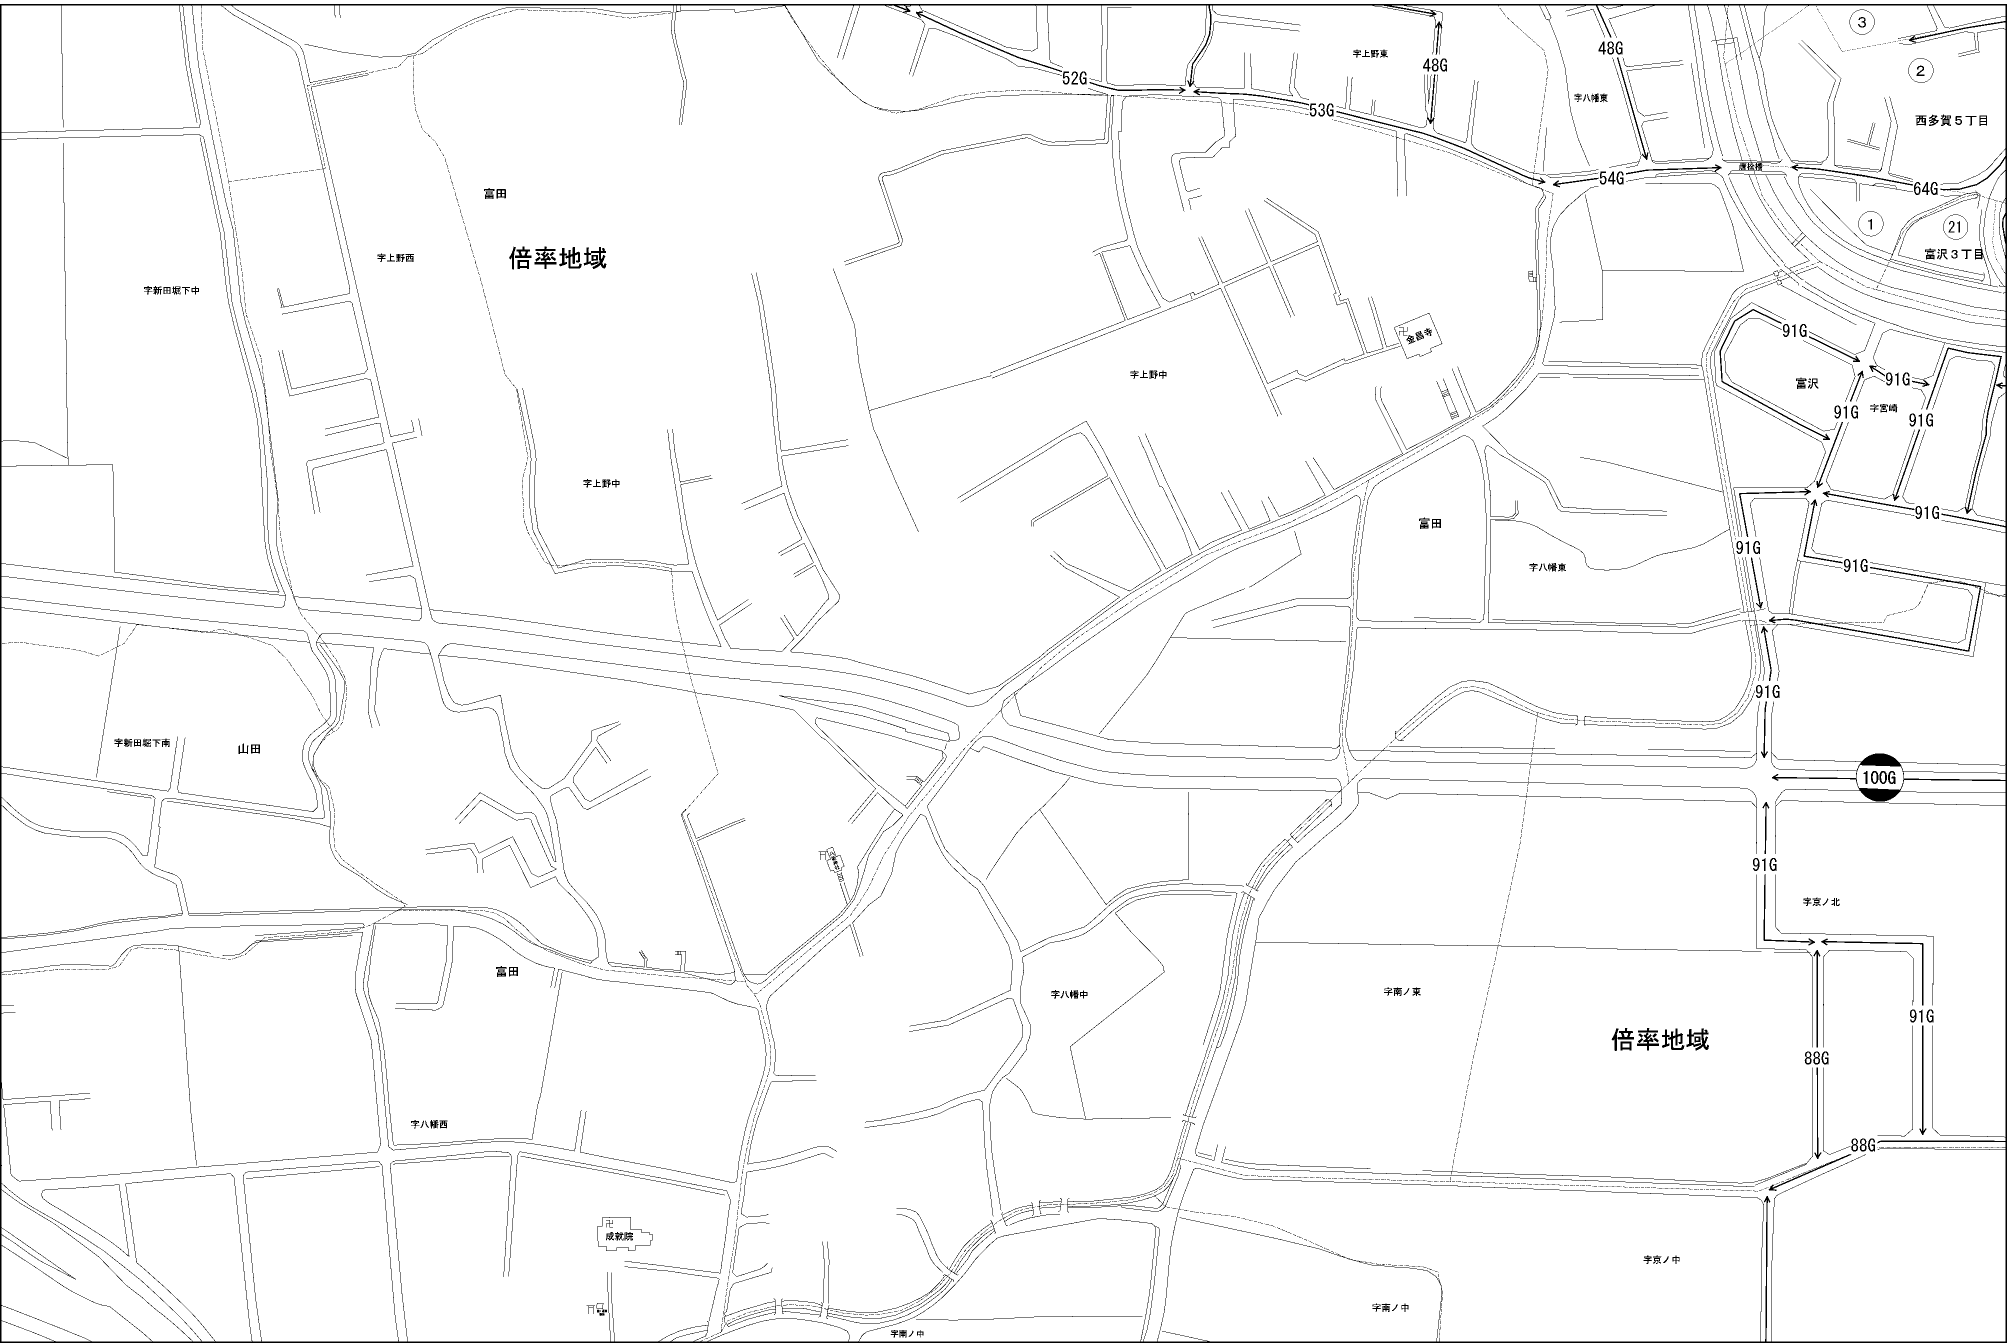 3
字上野東
48G
48G
52G
2
字八幡東
53G
西多賀５丁目
54G
64G
富田
1
21
富沢３丁目
字上野西
倍率地域
字新田堀下中
91G
金昌寺
字上野中
91G
富沢
91G
字宮崎
91G
字上野中
91G
富田
91G
字八幡東
91G
91G
字新田堀下南
山田
100G
91G
字京ノ北
富田
字八幡中
字南ノ東
91G
倍率地域
88G
字八幡西
88G
成就院
字京ノ中
字南ノ中
字南ノ中